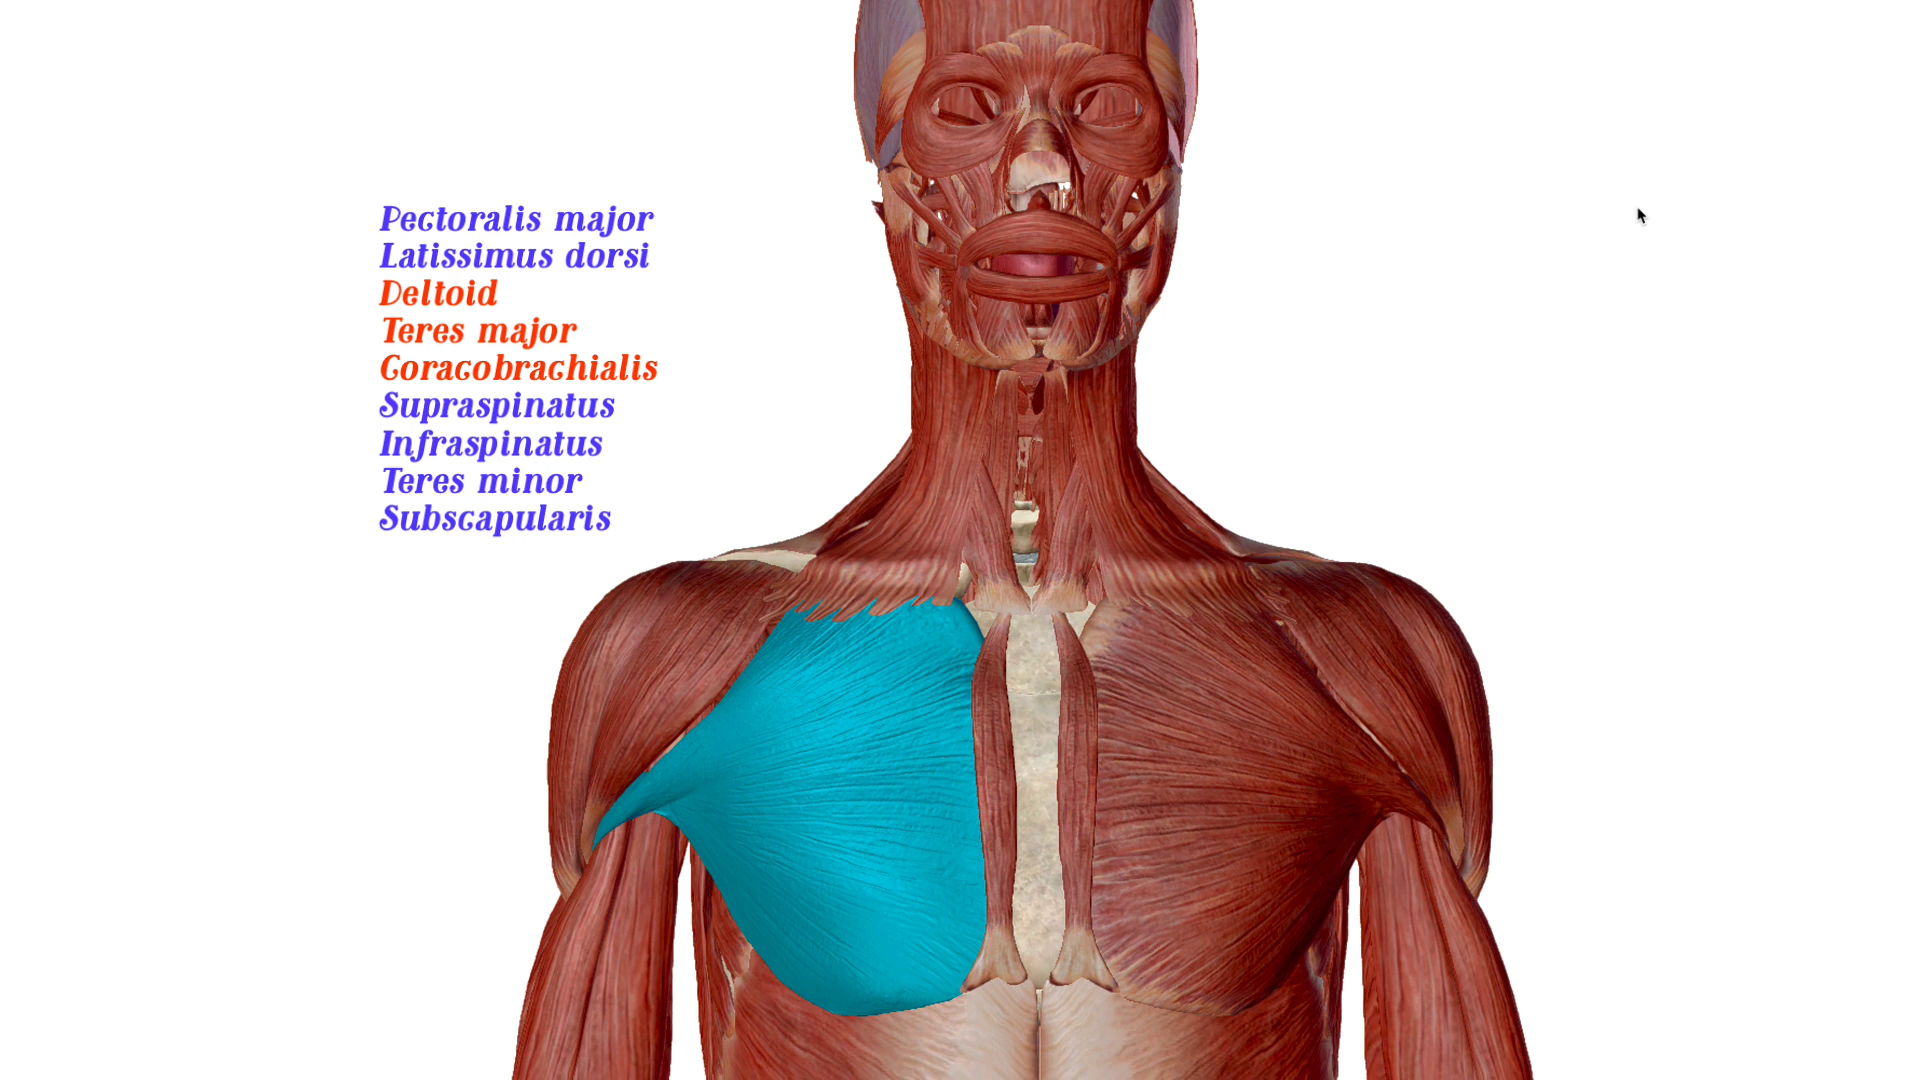 Pectoralis major
Latissimus dorsi
Deltoid
Teres major
Coracobrachialis
Supraspinatus
Infraspinatus
Teres minor
Subscapularis